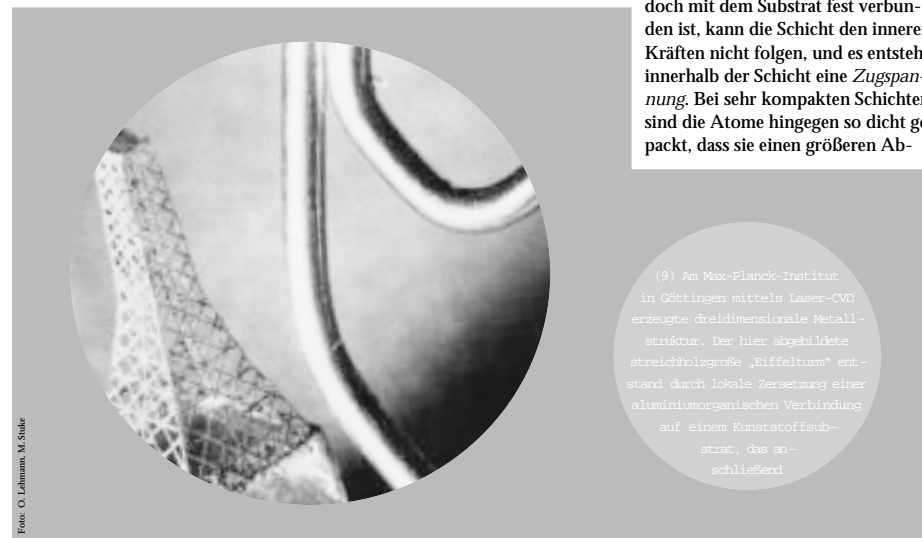 doch mit dem Substrat fest verbun-
den ist, kann die Schicht den inneren
Kräften nicht folgen, und es entsteh
innerhalb der Schicht eine Zugspan-
nung. Bei sehr kompakten Schichten
sind die Atome hingegen so dicht ge
packt, dass sie einen größeren Ab-
(9) Am Max-Planck-Institut
in Göttingen mittels Laser-CVD
erzeugte dreidimensionale Metall-
struktur. Der hier abgebildete
streichholzgroße „Eiffelturm“ ent-
stand durch lokale Zersetzung einer
aluminiumorganischen Verbindung
auf einem Kunststoffsub-
strat, das an-
schließend
Foto: O. Lehmann, M. Stuke